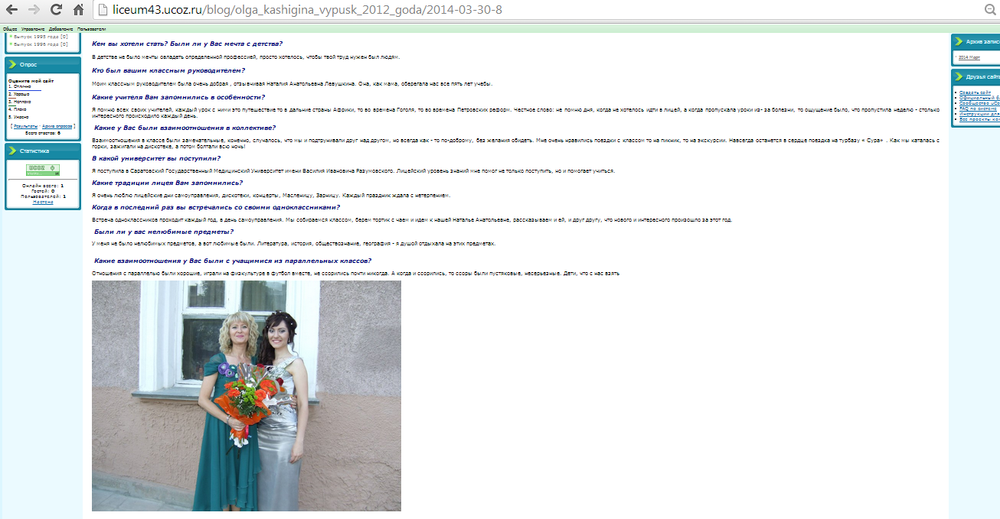 liceum43.ucoz.ru/blog/olga_kashigina_vypusk_2012_goda/2014-03-30-8
Общее Управление Добавление Пользователи
Выпуск 1995 года [0]
Выпуск 1995 года [0]
Опрос
Оцените мой сайт
1. Отлично
2. Хорошо
3. Неплохо
4. Плохо
5. Ужасно
[ Результаты · Архив опросов ]
Всего ответов: 6
Статистика
UCOZ
Онлайн всего: 1
Гостей: 0
Пользователей: 1
Кем вы хотели стать? Были ли у Вас мечта с детства?
В детстве не было мечты овладеть определенной профессией, просто хотелось, чтобы твой труд нужен был людям.
Кто был вашим классным руководителем?
Моим классным руководителем была очень добрая , отзывчивая Наталия Анатольевна Левушкина. Она, как мама, оберегала нас все пять лет учебы.
Какие учителя Вам запомнились в особенности?
Я помню всех своих учителей, каждый урок с ними это путешествие то в дальние страны Африки, то во времена Гоголя, то во времена Петровских реформ. Честное слово: не помню дня, когда не хотелось идти в лицей, а когда пропускала уроки из- за болезни, то ощущение было, что пропустила неделю - столько
интересного происходило каждый день.
Какие у Вас были взаимоотношения в коллективе?
Взаимоотношения в классе были замечательные, конечно, случалось, что мы и подтрунивали друг над другом, но всегда как - то по-доброму, без желания обидеть. Мне очень нравились поездки с классом то на пикник, то на экскурсии. Навсегда останется в сердце поездка на турбазу « Сура» . Как мы катались с
горки, зажигали на дискотеке, а потом болтали всю ночь!
В какой университет вы поступили?
Я поступила в Саратовский Государственный Медицинский Университет имени Василия Ивановича Разумовского. Лицейский уровень знаний мне помог не только поступить, но и помогает учиться.
Какие традиции лицея Вам запомнились?
Я очень люблю лицейские дни самоуправления, дискотеки, концерты, Масленицу, Зарницу. Каждый праздник ждала с нетерпением.
Когда в последний раз вы встречались со своими одноклассниками?
Встреча одноклассников проходит каждый год, в день самоуправления. Мы собираемся классом, берем тортик с чаем и идем к нашей Наталье Анатольевне, рассказываем и ей, и друг другу, что нового и интересного произошло за этот год.
Были ли у вас нелюбимые предметы?
У меня не было нелюбимых предметов, а вот любимые были. Литература, история, обществознание, география - я душой отдыхала на этих предметах.
Какие взаимоотношения у Вас были с учащимися из параллельных классов?
Отношения с параллелью были хорошие, играли на физкультуре в футбол вместе, не ссорились почти никогда. А когда и ссорились, то ссоры были пустяковые, несерьезные. Дети, что с нас взять
Архив записе
2014 Март
Друзья сайта
Создать сайт
Официальный б
Сообщество uCo
FAQ по системе
Инструкции для
Все проекты ком